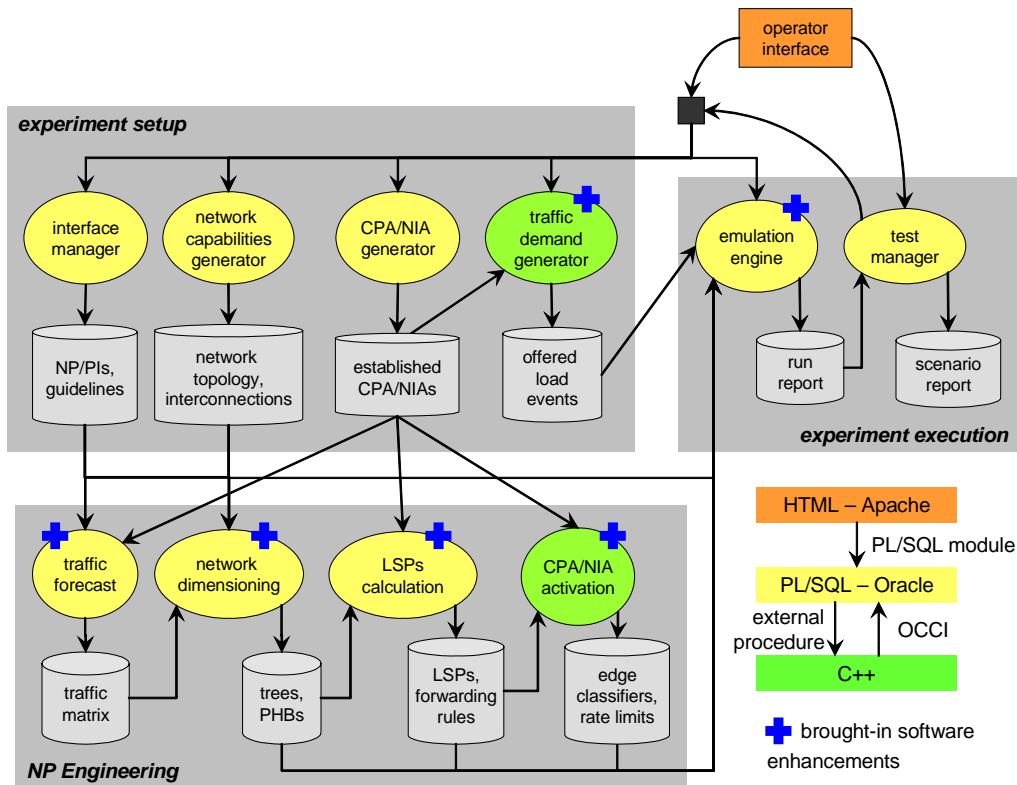 operator
interface
experiment setup
interface
manager
network
capabilities
generator
CPA/NIA
generator
traffic
demand
generator
emulation
engine
test
manager
NP/PIs,
guidelines
network
topology,
interconnections
established
CPA/NIAs
offered
load
events
run
report
scenario
report
experiment execution
traffic
forecast
network
dimensioning
LSPs
calculation
CPA/NIA
activation
traffic
matrix
trees,
PHBs
LSPs,
forwarding
rules
edge
classifiers,
rate limits
NP Engineering
HTML – Apache
PL/SQL module
PL/SQL – Oracle
external
procedure
OCCI
C++
brought-in software
enhancements